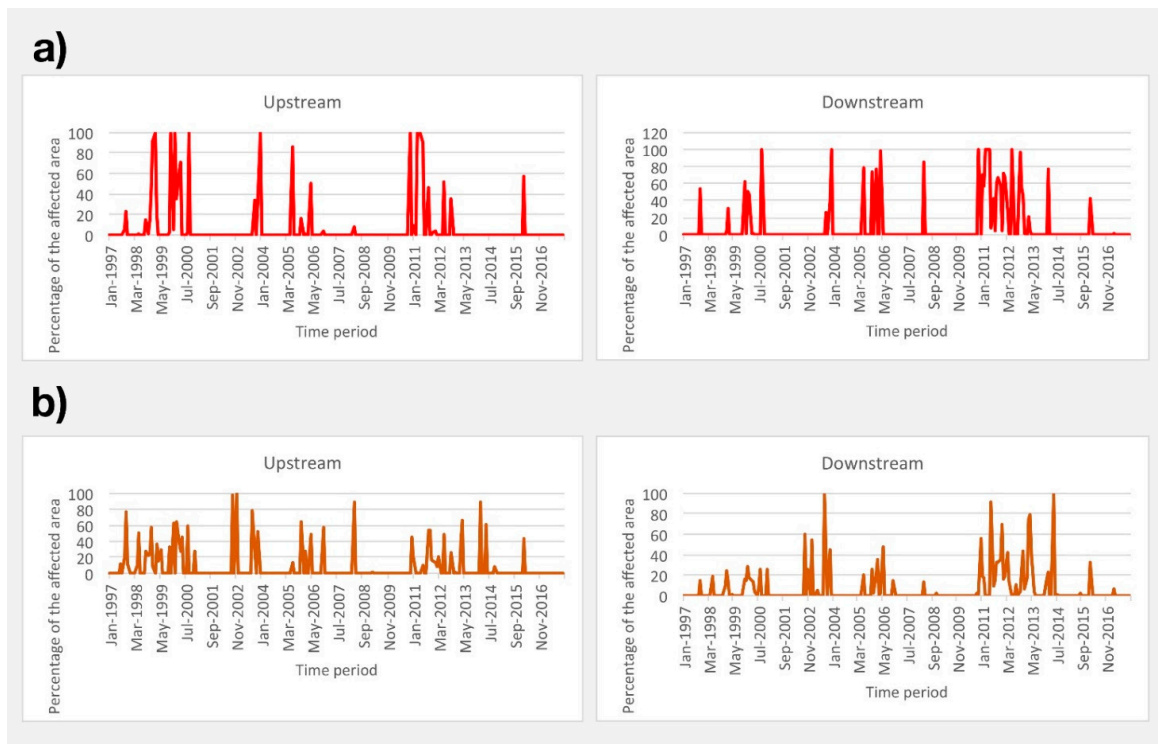 a)
Upstream
Percentage of the affected area
100
80
60
40
20
0
Jan-1997
Mar-1998
May-1999
Jul-2000
Sep-2001
Nov-2002
Jan-2004
Mar-2005
May-2006
Jul-2007
Sep-2008
Nov-2009
Jan-2011
Mar-2012
May-2013
Jul-2014
Sep-2015
Nov-2016
Time period
Downstream
Percentage of the affected area
120
100
80
60
40
20
0
Jan-1997
Mar-1998
May-1999
Jul-2000
Sep-2001
Nov-2002
Jan-2004
Mar-2005
May-2006
Jul-2007
Sep-2008
Nov-2009
Jan-2011
Mar-2012
May-2013
Jul-2014
Sep-2015
Nov-2016
Time period
b)
Upstream
Percentage of the affected area
100
80
60
40
20
0
Jan-1997
Mar-1998
May-1999
Jul-2000
Sep-2001
Nov-2002
Jan-2004
Mar-2005
May-2006
Jul-2007
Sep-2008
Nov-2009
Jan-2011
Mar-2012
May-2013
Jul-2014
Sep-2015
Nov-2016
Time period
Downstream
Percentage of the affected area
100
80
60
40
20
0
Jan-1997
Mar-1998
May-1999
Jul-2000
Sep-2001
Nov-2002
Jan-2004
Mar-2005
May-2006
Jul-2007
Sep-2008
Nov-2009
Jan-2011
Mar-2012
May-2013
Jul-2014
Sep-2015
Nov-2016
Time period